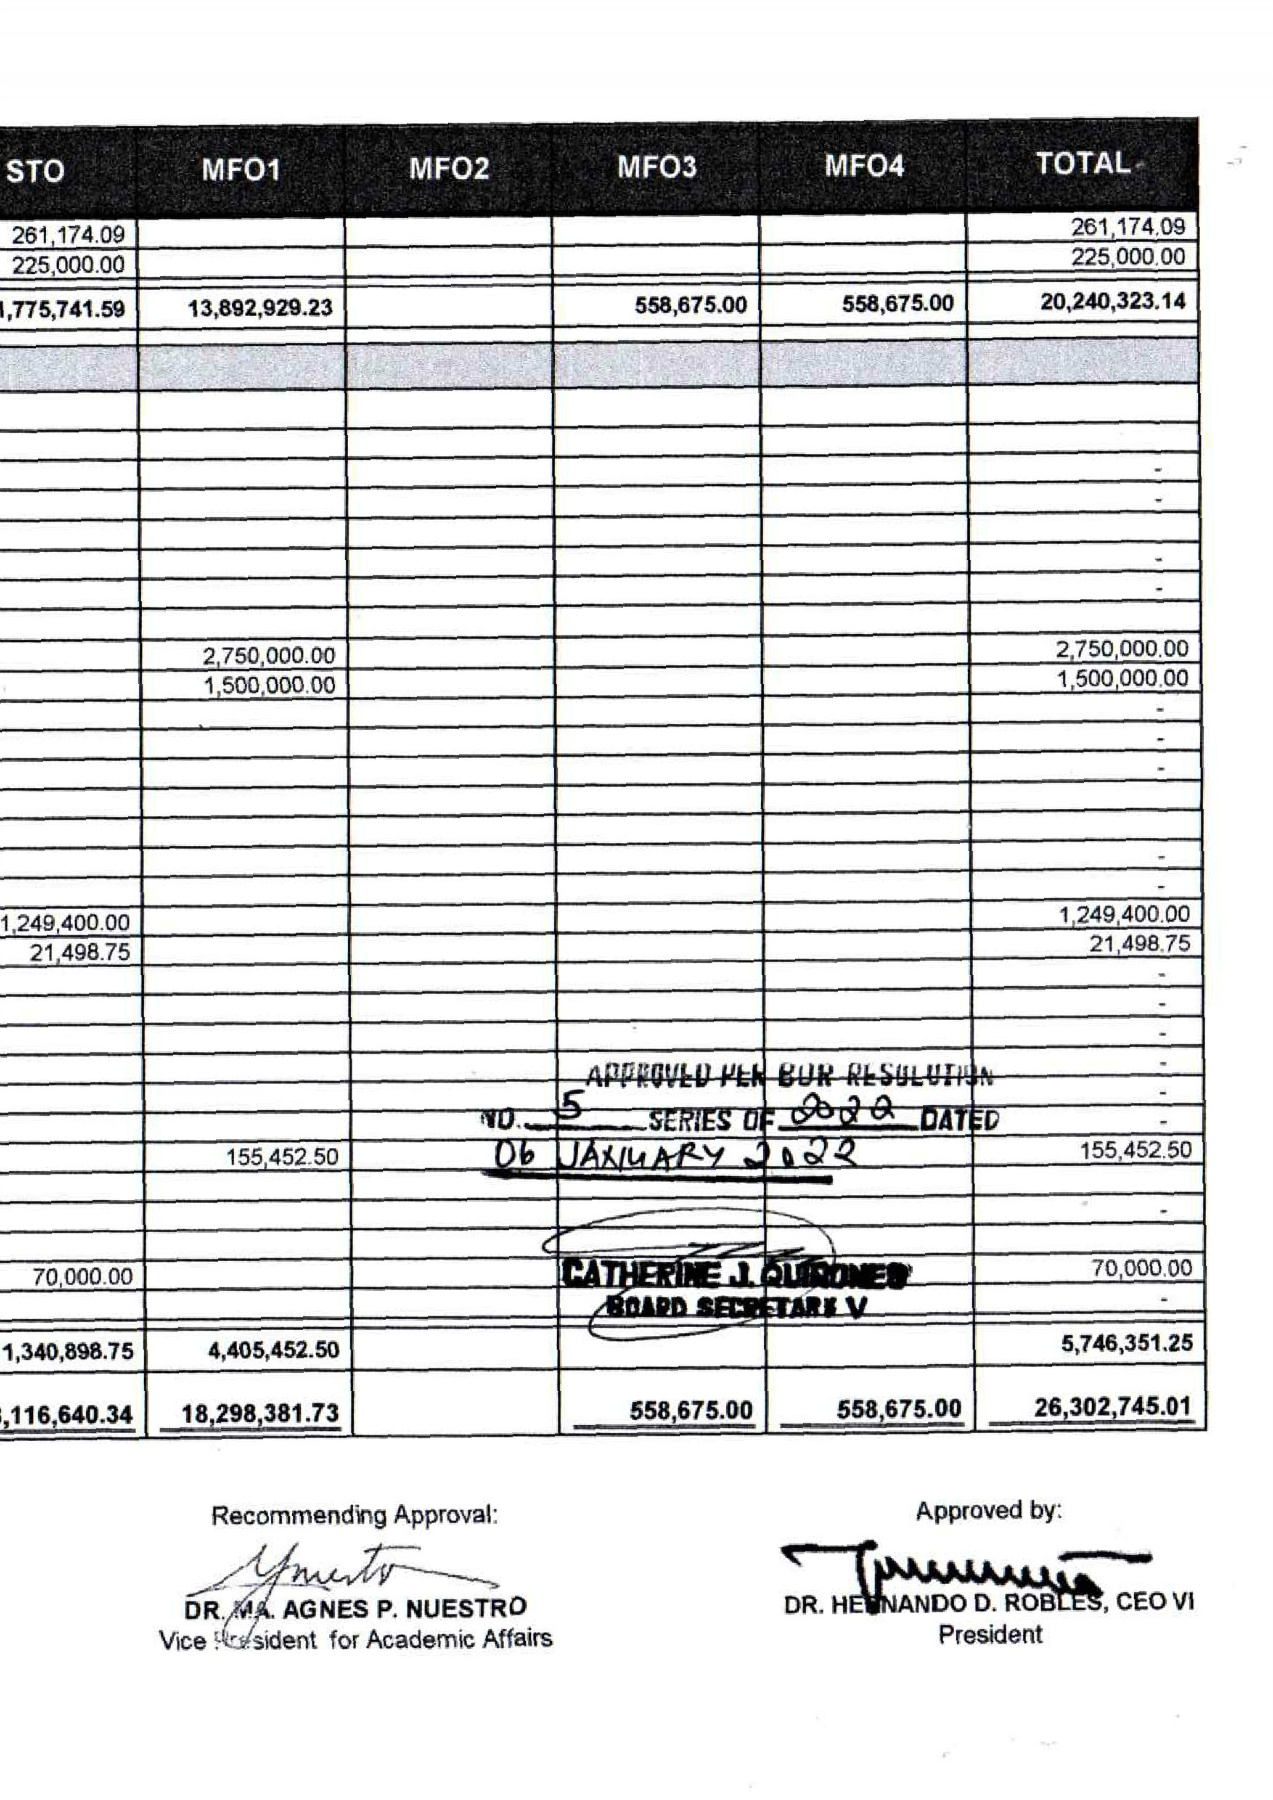 STO MFO1 MFO2 MFO3 MFO4 TOTAL
261,174.09 261,174.09
225,000.00 225,000.00
1,775,741.59 13,892,929.23 558,675.00 558,675.00 20,240,323.14
-
-
-
-
2,750,000.00 2,750,000.00
1,500,000.00 1,500,000.00
-
-
-
-
-
1,249,400.00 1,249,400.00
21,498.75 21,498.75
-
-
-
-
APPROVED PER BUR RESOLUTION
-
NO. 5 SERIES OF 2022 DATED
-
06 JANUARY 2022
155,452.50 155,452.50
-
-
CATHERINE J. QUIRONES
70,000.00 70,000.00
BOARD SECRETARY V
-
1,340,898.75 4,405,452.50 5,746,351.25
,116,640.34 18,298,381.73 558,675.00 558,675.00 26,302,745.01
Recommending Approval: Approved by:
DR. MA. AGNES P. NUESTRO DR. HERNANDO D. ROBLES, CEO VI
Vice President for Academic Affairs President